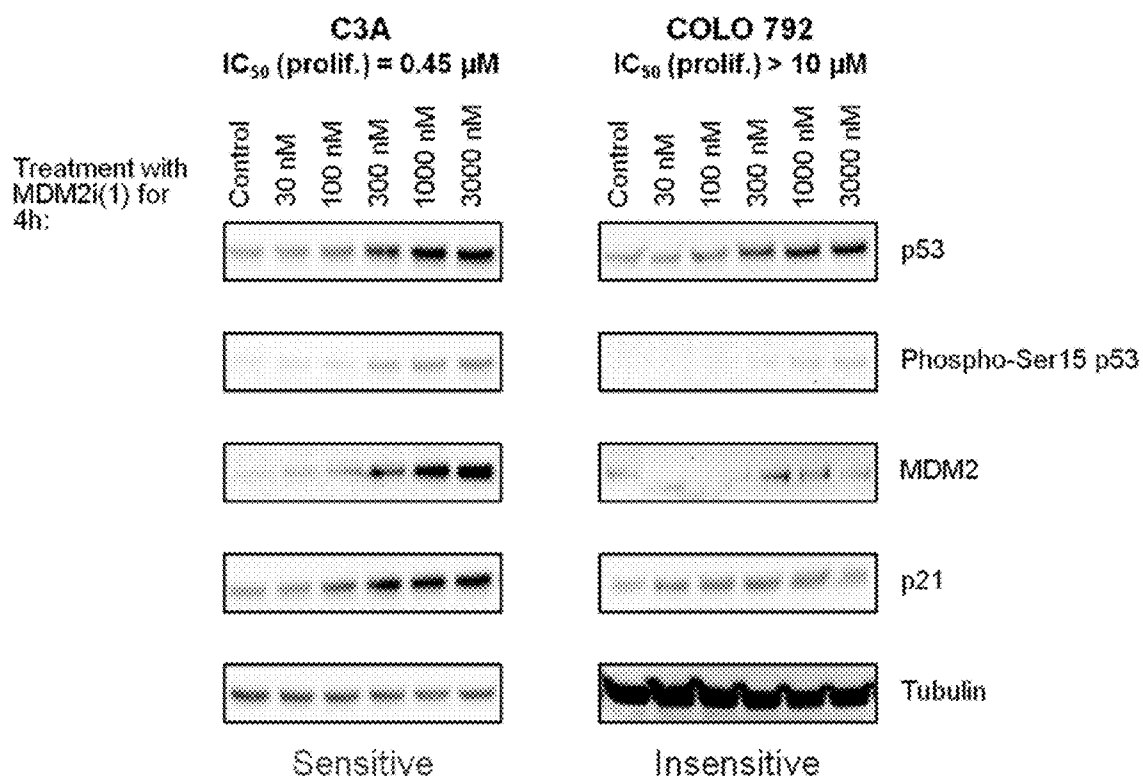 C3A
IC₅₀ (prolif.) = 0.45 µM
COLO 792
IC₅₀ (prolif.) > 10 µM
Treatment with
MDM2i(1) for
4h:
Control
30 nM
100 nM
300 nM
1000 nM
3000 nM
Control
30 nM
100 nM
300 nM
1000 nM
3000 nM
p53
Phospho-Ser15 p53
MDM2
p21
Tubulin
Sensitive
Insensitive